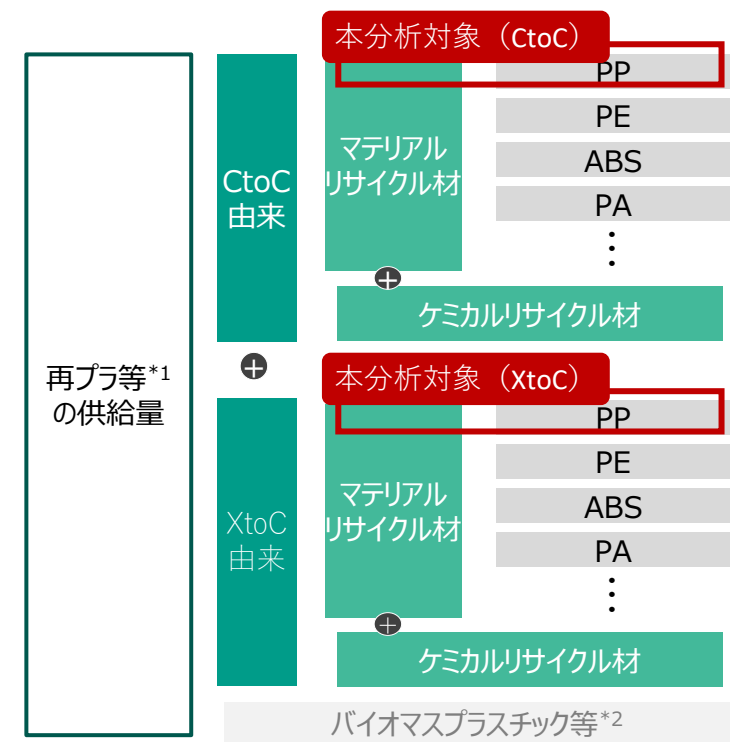 再プラ等*1
の供給量
CtoC
由来
本分析対象（CtoC）
マテリアル
リサイクル材
PP
PE
ABS
PA
⋮
+
ケミカルリサイクル材
+
XtoC
由来
本分析対象（XtoC）
マテリアル
リサイクル材
PP
PE
ABS
PA
⋮
+
ケミカルリサイクル材
バイオマスプラスチック等*2